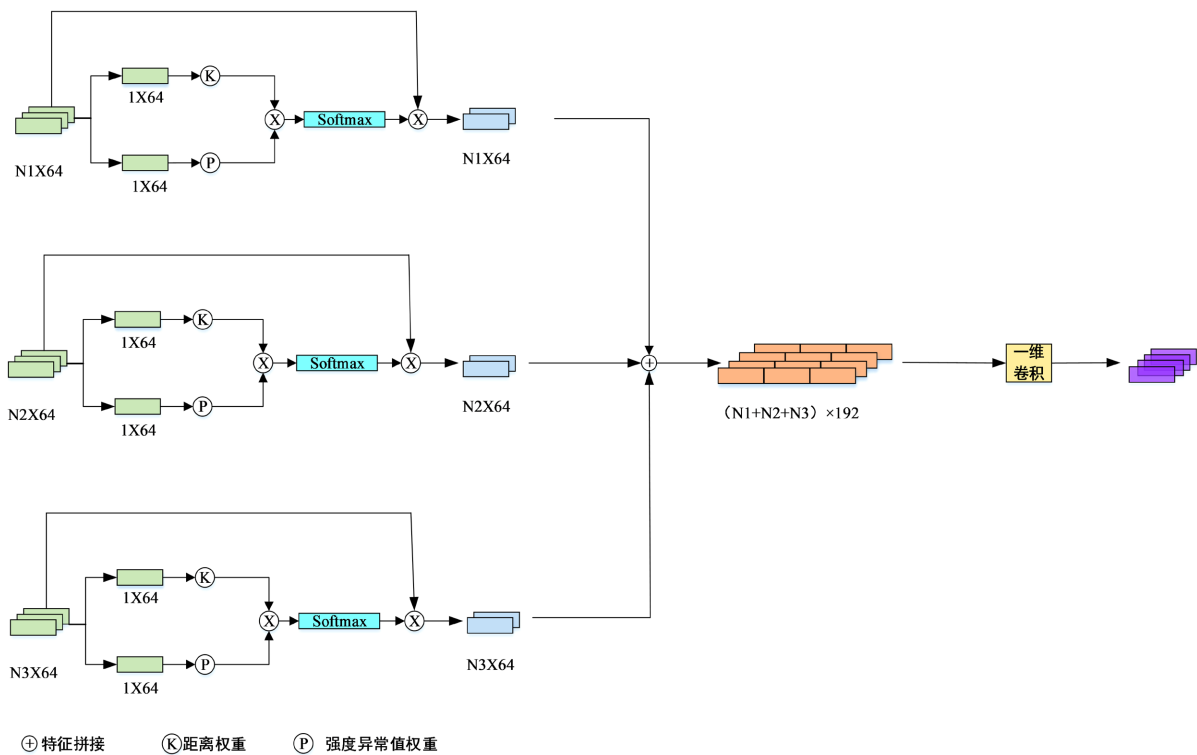 1X64
K
X
Softmax
X
N1X64
P
1X64
N1X64
1X64
K
X
Softmax
X
N2X64
P
1X64
N2X64
+
（N1+N2+N3）×192
一维
卷积
1X64
K
X
Softmax
X
N3X64
P
1X64
N3X64
+ 特征拼接 K 距离权重 P 强度异常值权重